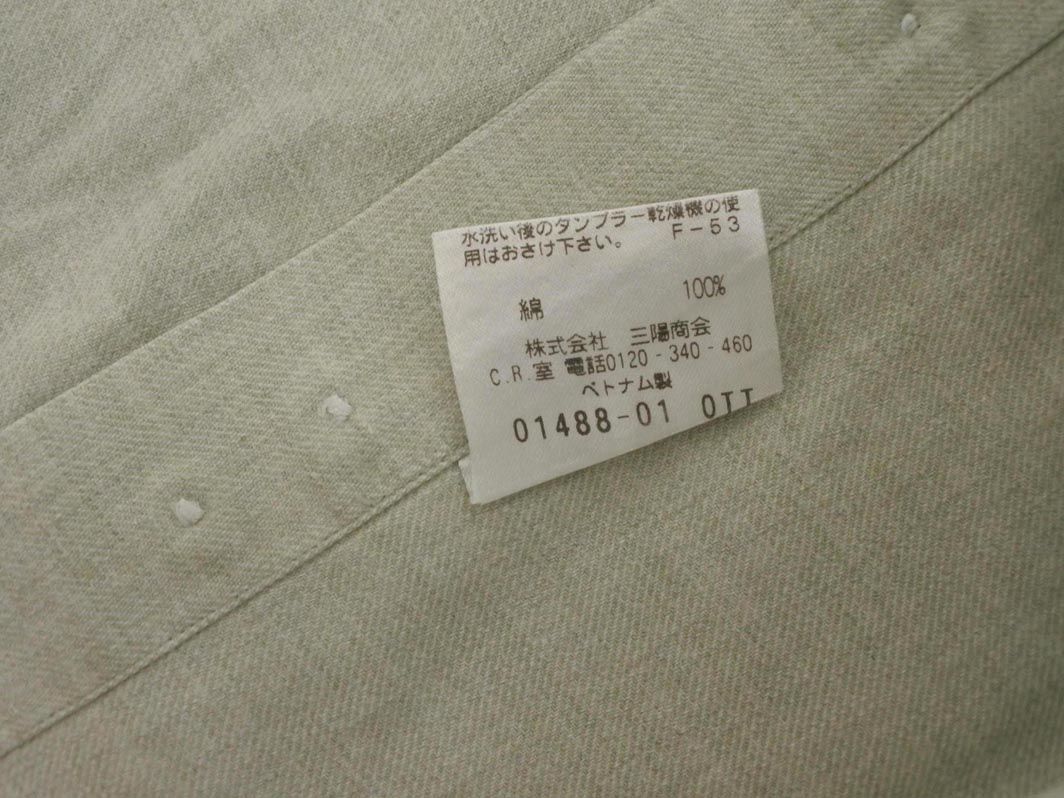 水洗い後のタンブラー乾燥機の使
用はおさけ下さい。 F-53
綿 100%
株式会社 三陽商会
C.R.室 電話0120-340-460
ベトナム製
01488-01